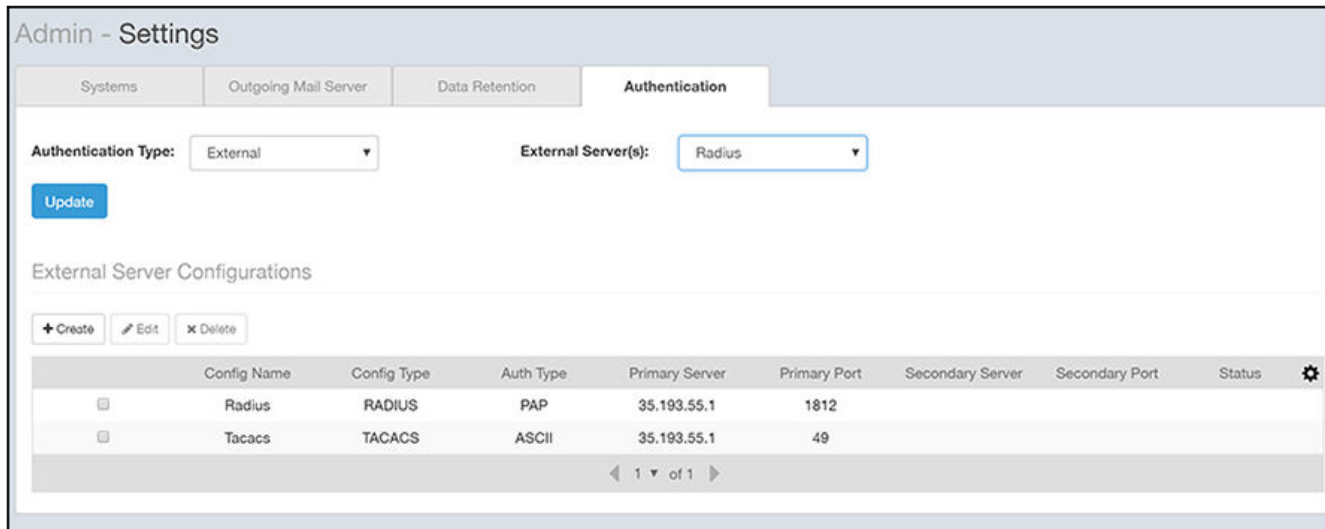 Admin - Settings
Systems Outgoing Mail Server Data Retention Authentication
Authentication Type: External External Server(s): Radius
Update
External Server Configurations
Create Edit Delete
Config Name Config Type Auth Type Primary Server Primary Port Secondary Server Secondary Port Status
Radius RADIUS PAP 35.193.55.1 1812
Tacacs TACACS ASCII 35.193.55.1 49
1 of 1